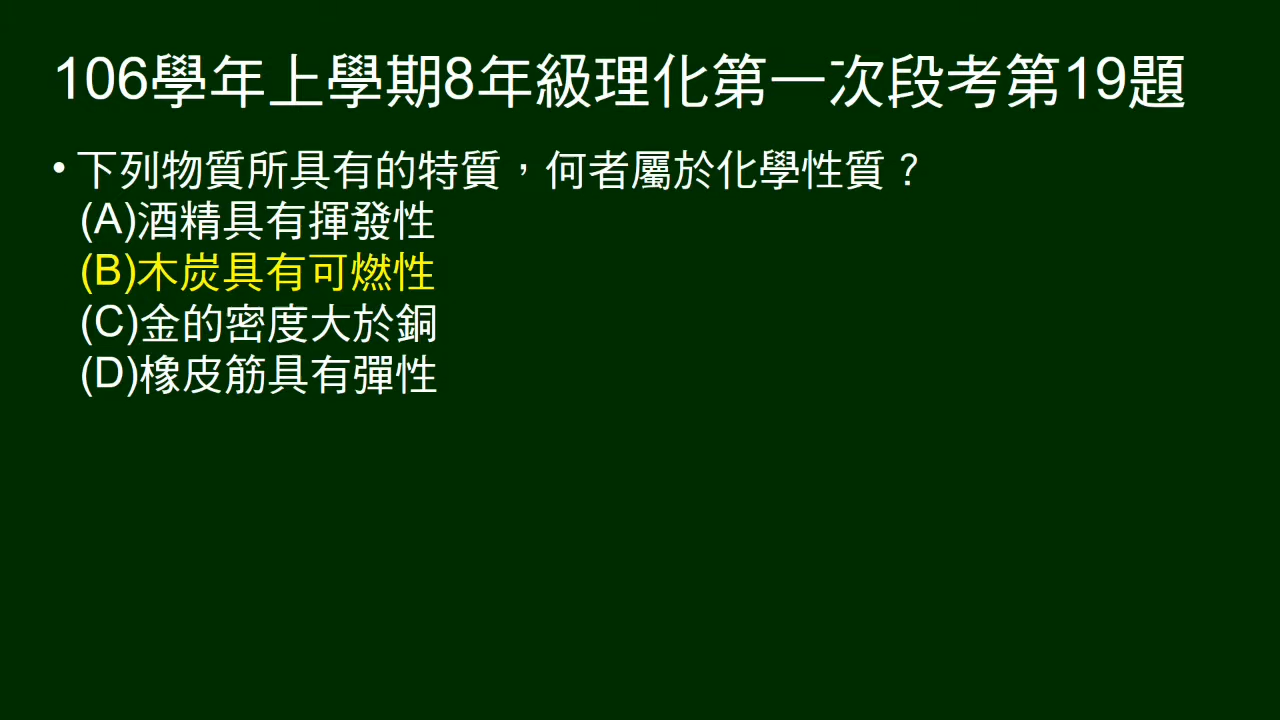 106學年上學期8年級理化第一次段考第19題
• 下列物質所具有的特質，何者屬於化學性質？
(A)酒精具有揮發性
(B)木炭具有可燃性
(C)金的密度大於銅
(D)橡皮筋具有彈性